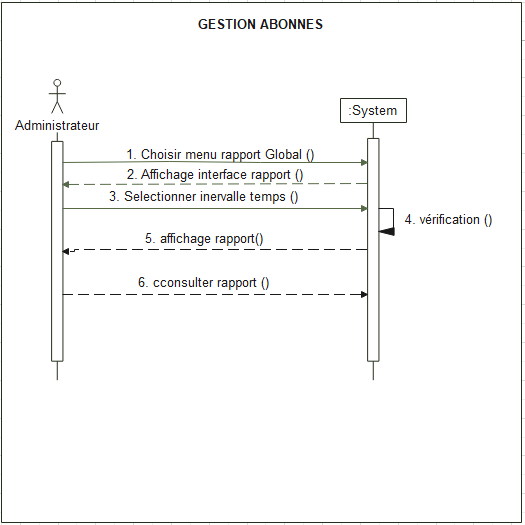 GESTION ABONNES
:System
Administrateur
1. Choisir menu rapport Global ()
2. Affichage interface rapport ()
3. Selectionner inervalle temps ()
4. vérification ()
5. affichage rapport()
6. cconsulter rapport ()